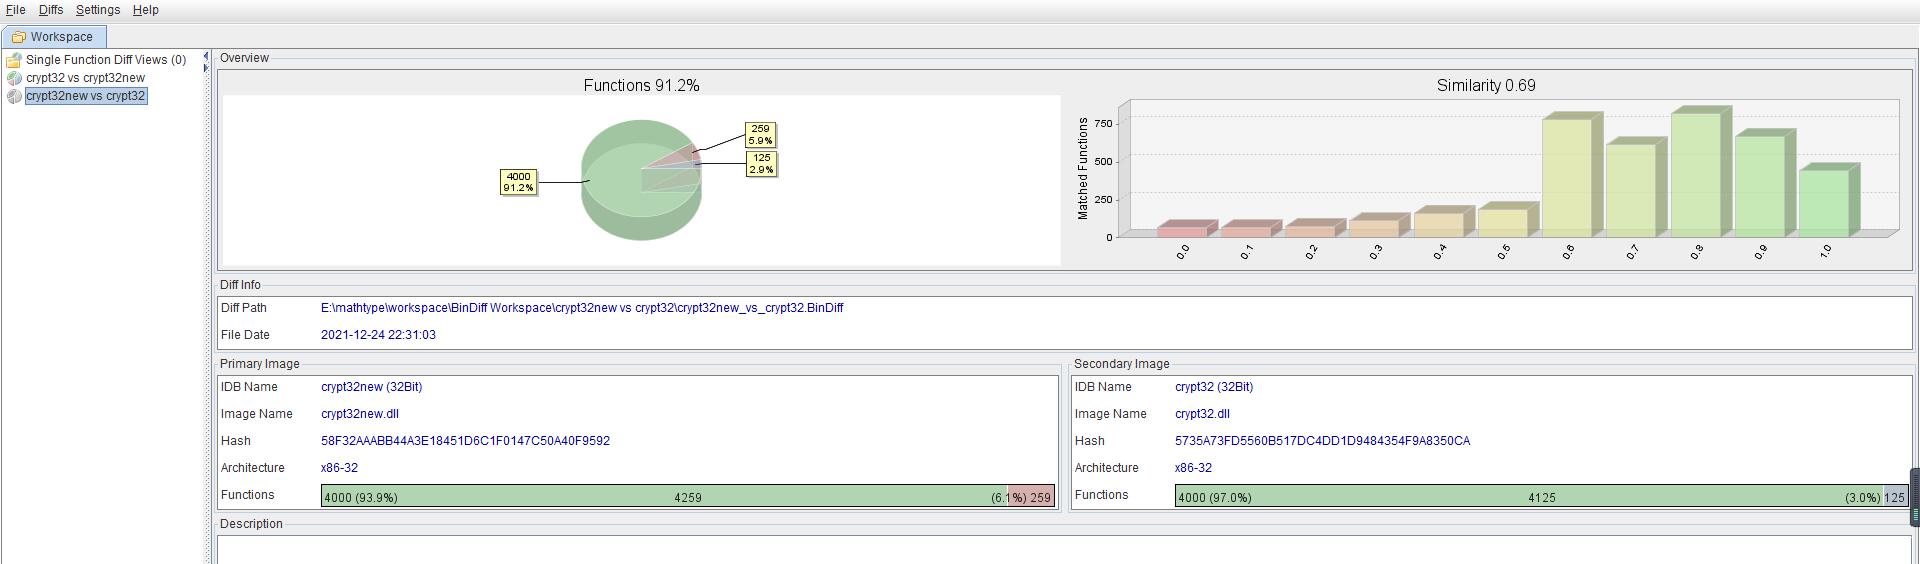 File Diffs Settings Help
Workspace
Single Function Diff Views (0)
crypt32 vs crypt32new
crypt32new vs crypt32
Overview
Functions 91.2%
259
5.9%
125
2.9%
4000
91.2%
Similarity 0.69
Matched Functions
750
500
250
0
0.0 0.1 0.2 0.3 0.4 0.5 0.6 0.7 0.8 0.9 1.0
Diff Info
Diff Path E:\mathtype\workspace\BinDiff Workspace\crypt32new vs crypt32\crypt32new_vs_crypt32.BinDiff
File Date 2021-12-24 22:31:03
Primary Image
IDB Name crypt32new (32Bit)
Image Name crypt32new.dll
Hash 58F32AAABB44A3E18451D6C1F0147C50A40F9592
Architecture x86-32
Functions 4000 (93.9%) 4259 (6.1%) 259
Secondary Image
IDB Name crypt32 (32Bit)
Image Name crypt32.dll
Hash 5735A73FD5560B517DC4DD1D9484354F9A8350CA
Architecture x86-32
Functions 4000 (97.0%) 4125 (3.0%) 125
Description